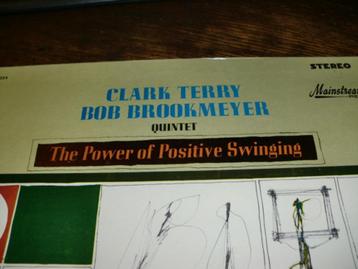 STEREO
CLARK TERRY
BOB BROOKMEYER
Mainstream
QUINTET
The Power of Positive Swinging